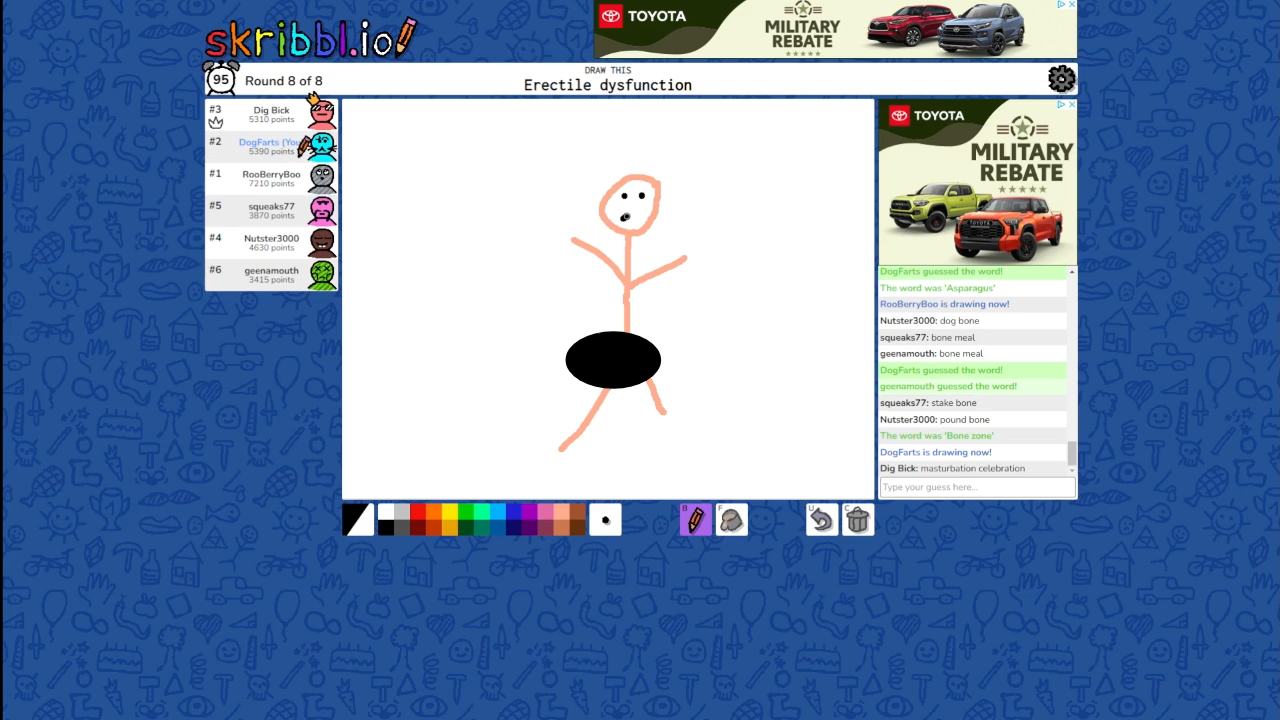 skribbl.io
TOYOTA
MILITARY
REBATE
95
Round 8 of 8
DRAW THIS
Erectile dysfunction
#3
Dig Bick
5310 points
#2
DogFarts (You
5390 points
#1
RooBerryBoo
7210 points
#5
squeaks77
3870 points
#4
Nutster3000
4630 points
#6
geenamouth
3415 points
TOYOTA
MILITARY
REBATE
DogFarts guessed the word!
The word was 'Asparagus'
RooBerryBoo is drawing now!
Nutster3000: dog bone
squeaks77: bone meal
geenamouth: bone meal
DogFarts guessed the word!
geenamouth guessed the word!
squeaks77: stake bone
Nutster3000: pound bone
The word was 'Bone zone'
DogFarts is drawing now!
Dig Bick: masturbation celebration
Type your guess here...
B
F
U
C